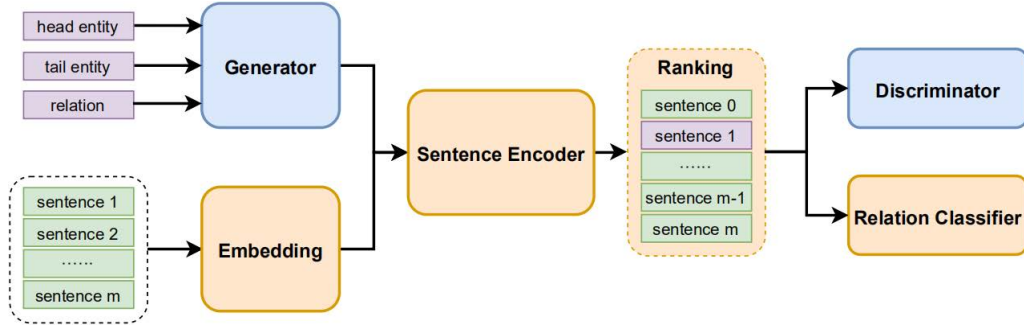 head entity
tail entity
relation
Generator
sentence 1
sentence 2
......
sentence m
Embedding
Sentence Encoder
Ranking
sentence 0
sentence 1
......
sentence m-1
sentence m
Discriminator
Relation Classifier